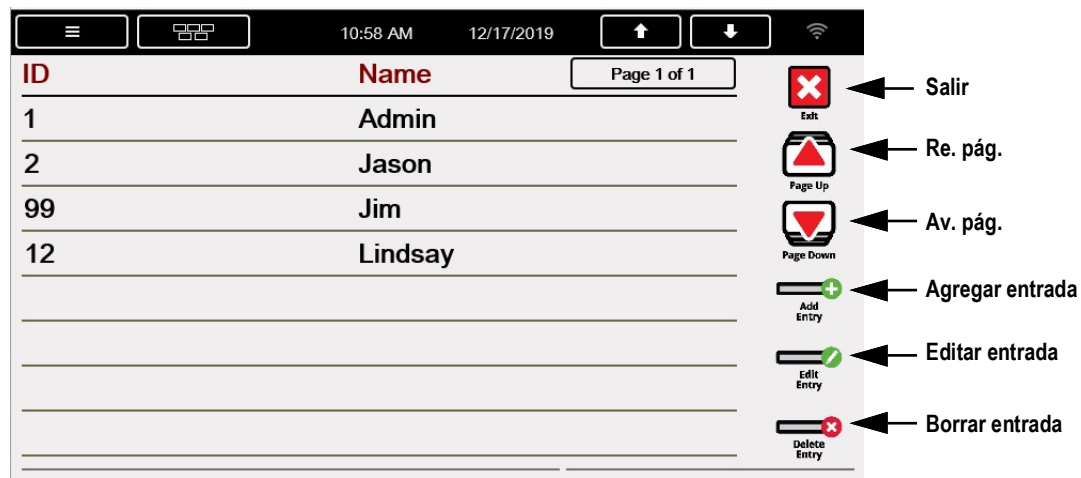 10:58 AM 12/17/2019
ID Name Page 1 of 1
1 Admin
2 Jason
99 Jim
12 Lindsay
Exit
Page Up
Page Down
Add
Entry
Edit
Entry
Delete
Entry
Salir
Re. pág.
Av. pág.
Agregar entrada
Editar entrada
Borrar entrada